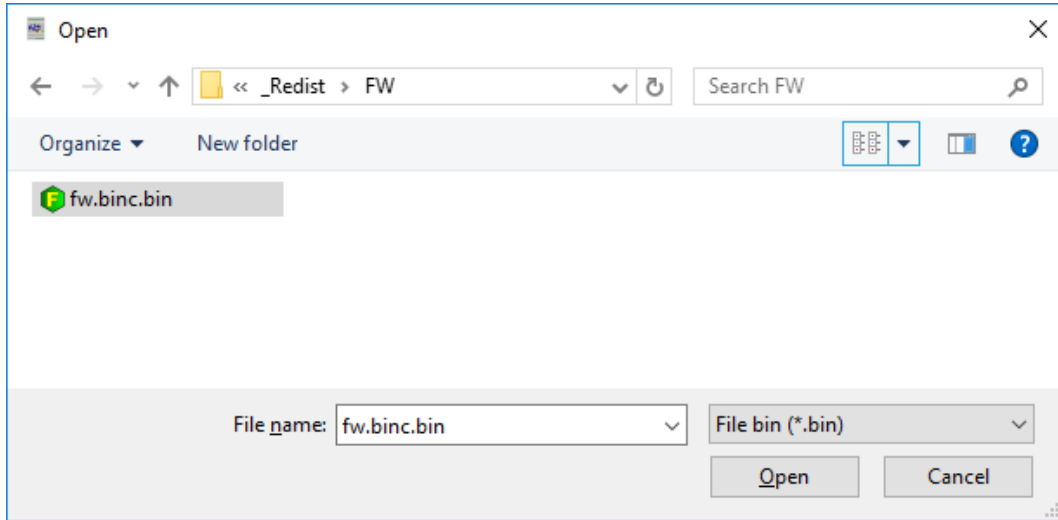 Open
« _Redist > FW
Search FW
Organize
New folder
fw.binc.bin
File name: fw.binc.bin
File bin (*.bin)
Open
Cancel